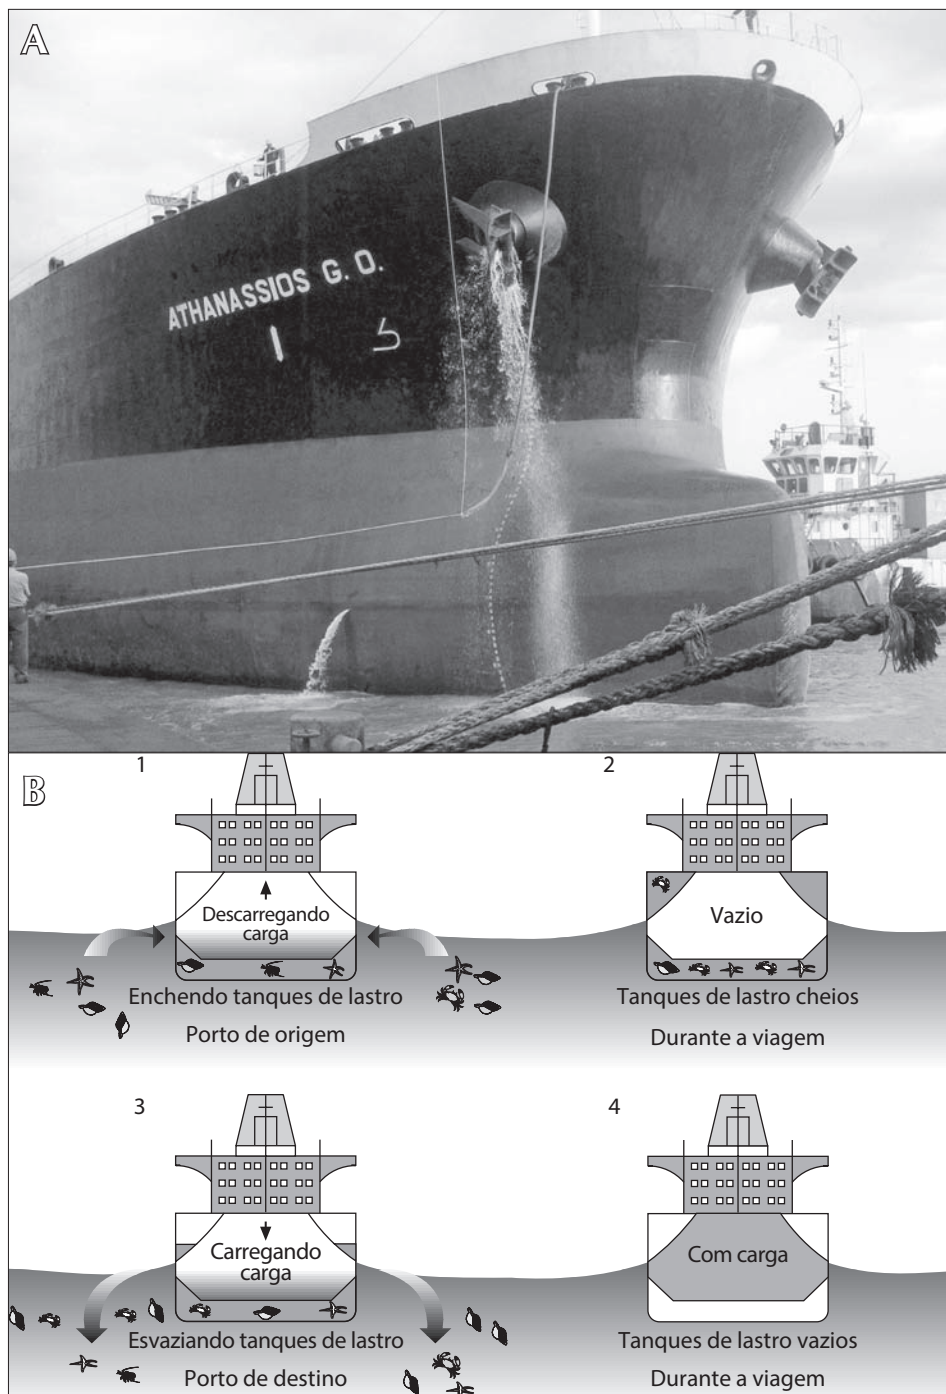 A
ATHANASSIOS G. O.
B
1
Descarregando
carga
Enchendo tanques de lastro
Porto de origem
2
Vazio
Tanques de lastro cheios
Durante a viagem
3
Carregando
carga
Esvaziando tanques de lastro
Porto de destino
4
Com carga
Tanques de lastro vazios
Durante a viagem